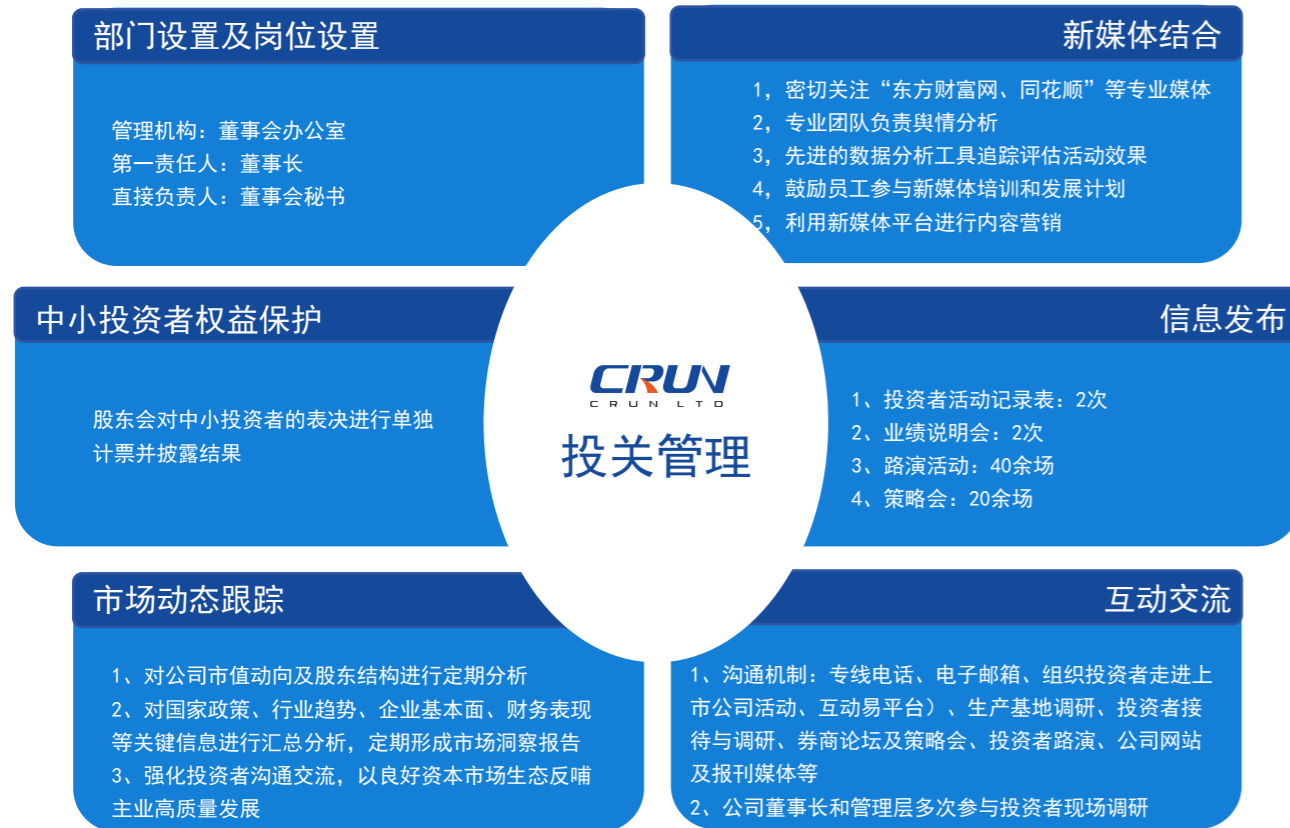 部门设置及岗位设置
管理机构：董事会办公室
第一责任人：董事长
直接负责人：董事会秘书
新媒体结合
1，密切关注“东方财富网、同花顺”等专业媒体
2，专业团队负责舆情分析
3，先进的数据分析工具追踪评估活动效果
4，鼓励员工参与新媒体培训和发展计划
5，利用新媒体平台进行内容营销
中小投资者权益保护
股东会对中小投资者的表决进行单独
计票并披露结果
CRUN
CRUN LTD
投关管理
信息发布
1、投资者活动记录表：2次
2、业绩说明会：2次
3、路演活动：40余场
4、策略会：20余场
市场动态跟踪
1、对公司市值动向及股东结构进行定期分析
2、对国家政策、行业趋势、企业基本面、财务表现
等关键信息进行汇总分析，定期形成市场洞察报告
3、强化投资者沟通交流，以良好资本市场生态反哺
主业高质量发展
互动交流
1、沟通机制：专线电话、电子邮箱、组织投资者走进上
市公司活动、互动易平台）、生产基地调研、投资者接
待与调研、券商论坛及策略会、投资者路演、公司网站
及报刊媒体等
2、公司董事长和管理层多次参与投资者现场调研